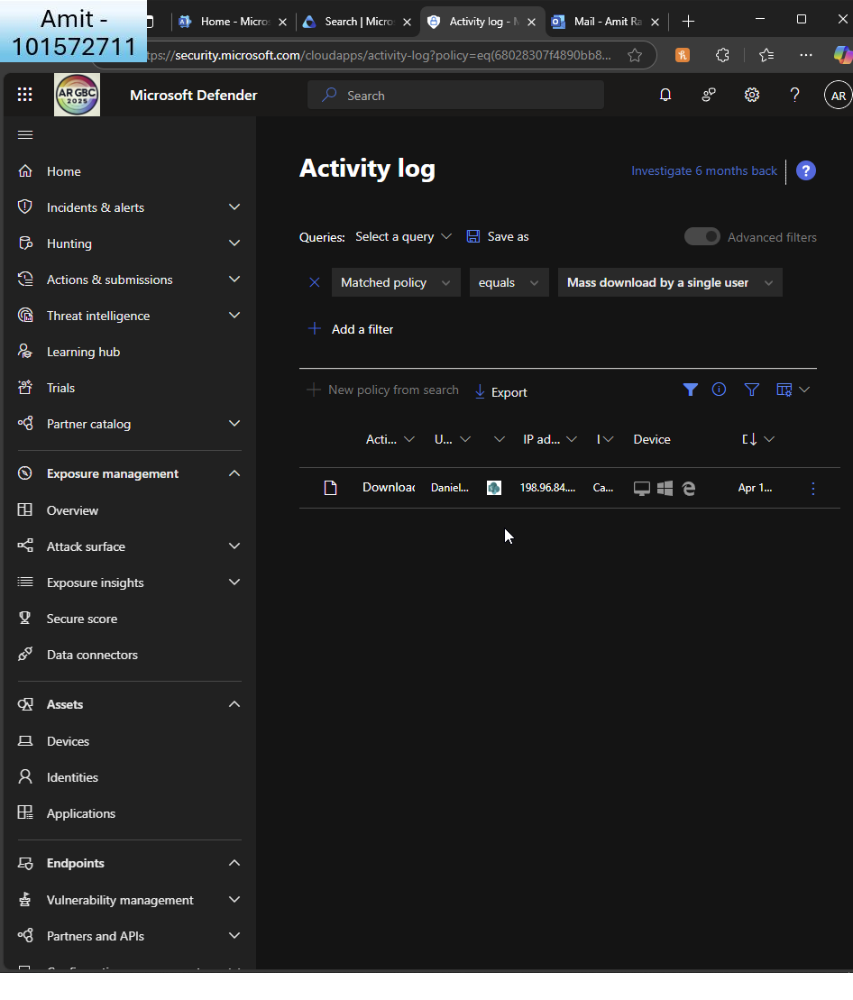 Amit -
101572711
Home - Micros
Search | Micro
Activity log - M
Mail - Amit Ra
tps://security.microsoft.com/cloudapps/activity-log?policy=eq(68028307f4890bb8...
AR GBC
2025
Microsoft Defender
Search
AR
Home
Incidents & alerts
Hunting
Actions & submissions
Threat intelligence
Learning hub
Trials
Partner catalog
Exposure management
Overview
Attack surface
Exposure insights
Secure score
Data connectors
Assets
Devices
Identities
Applications
Endpoints
Vulnerability management
Partners and APIs
Activity log
Investigate 6 months back
?
Queries: Select a query Save as
Advanced filters
Matched policy equals Mass download by a single user
Add a filter
New policy from search Export
Acti... U... IP ad... Device
Download Daniel... 198.96.84.... Ca... Apr 1...